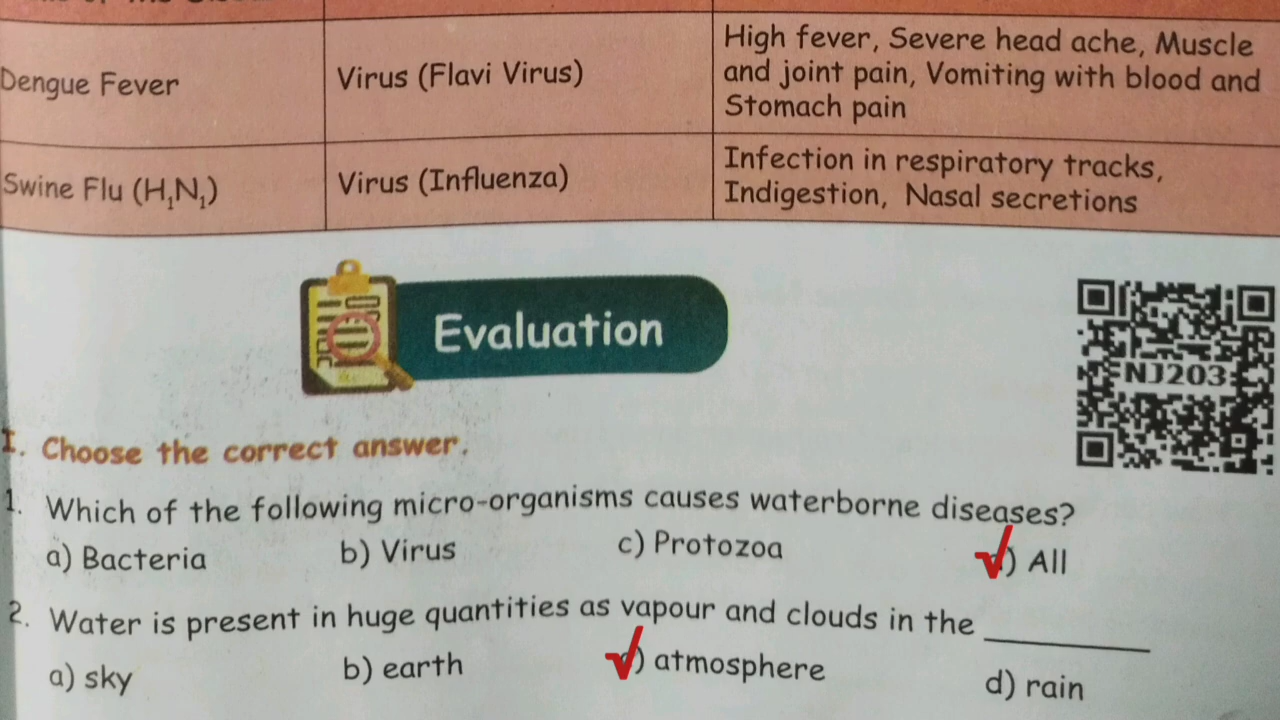 Dengue Fever
Virus (Flavi Virus)
High fever, Severe head ache, Muscle
and joint pain, Vomiting with blood and
Stomach pain
Swine Flu (H₁N₁)
Virus (Influenza)
Infection in respiratory tracks,
Indigestion, Nasal secretions
Evaluation
NJ203
I. Choose the correct answer.
1. Which of the following micro-organisms causes waterborne diseases?
a) Bacteria b) Virus c) Protozoa √) All
2. Water is present in huge quantities as vapour and clouds in the ________
a) sky b) earth √) atmosphere d) rain